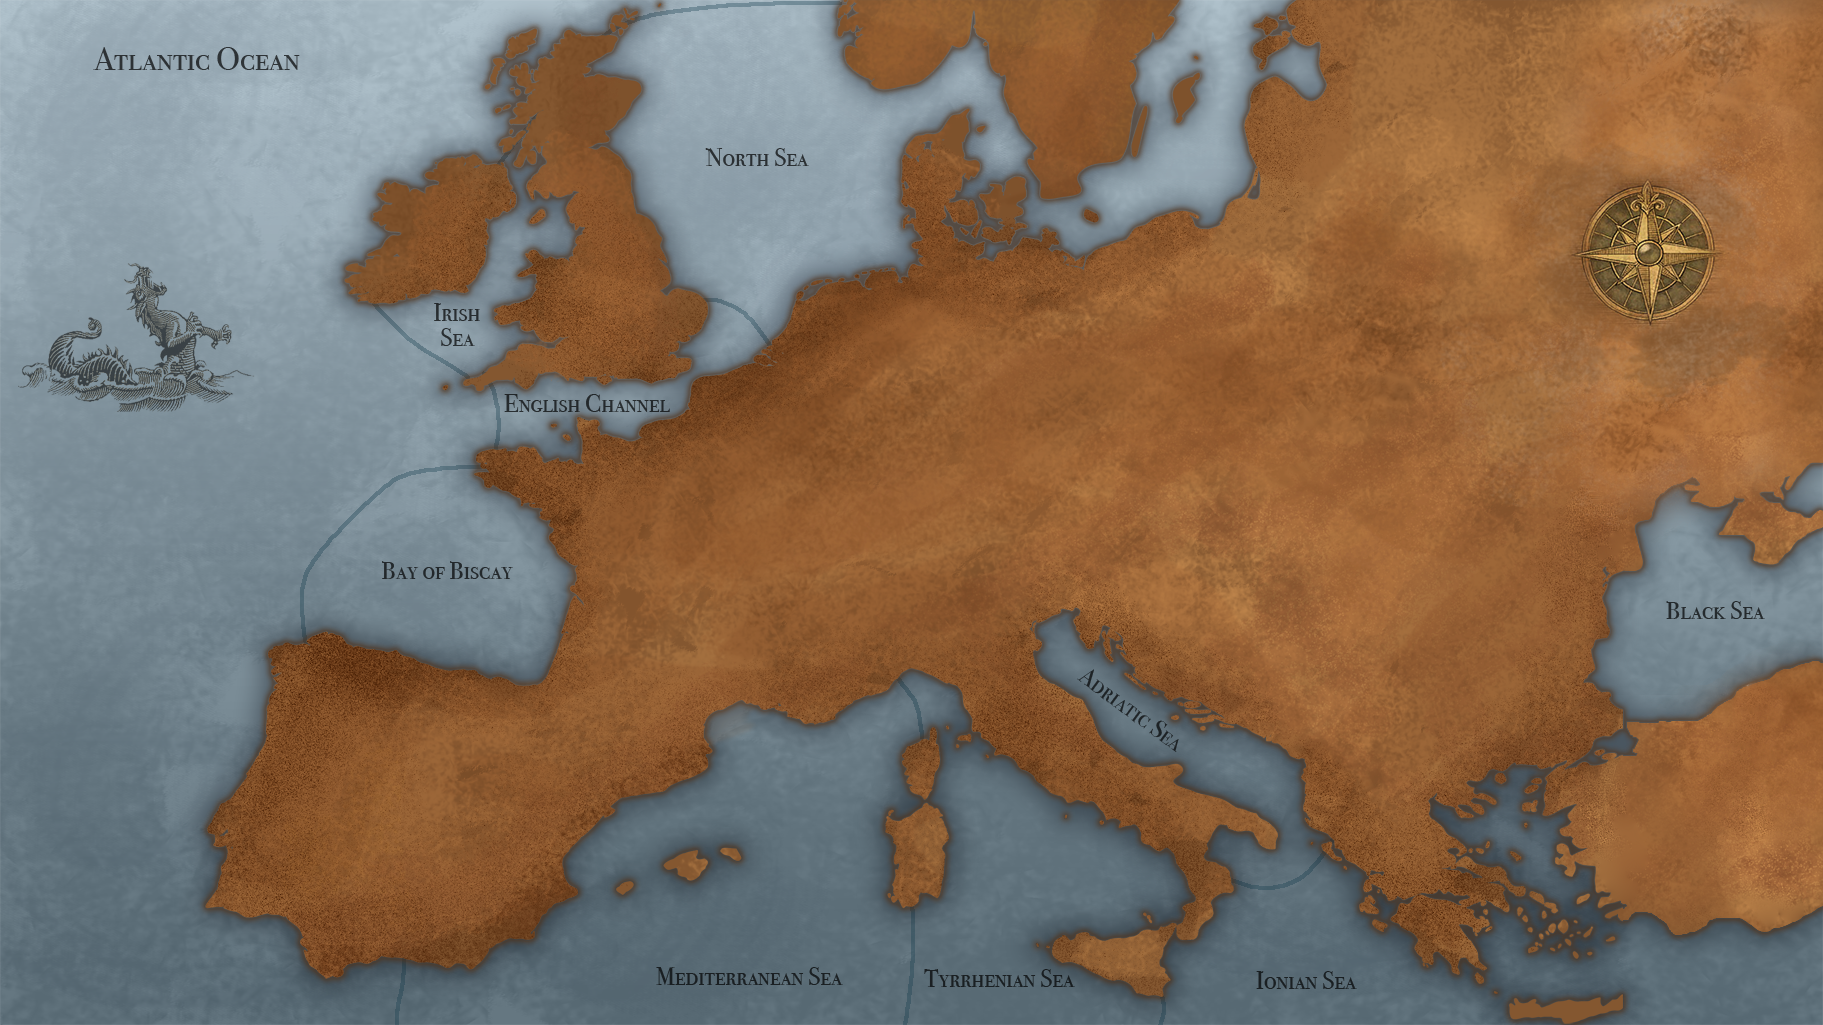 Atlantic Ocean
North Sea
Irish
Sea
English Channel
Bay of Biscay
Black Sea
Adriatic Sea
Mediterranean Sea
Tyrrhenian Sea
Ionian Sea